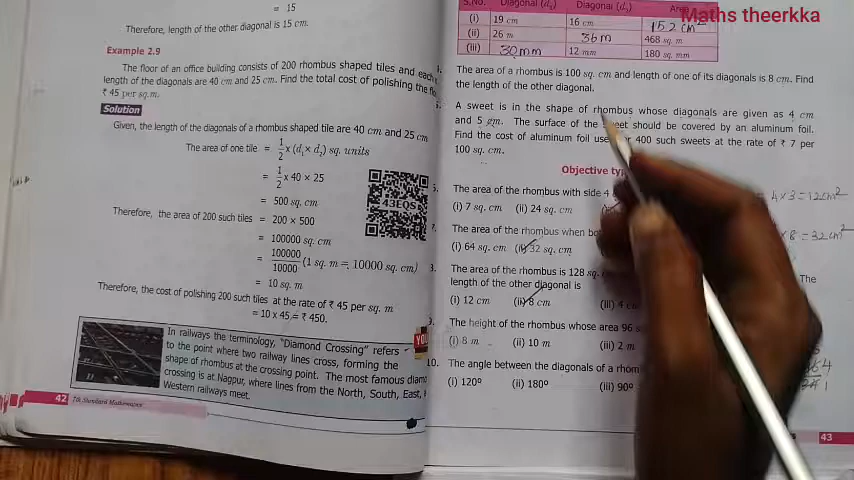 = 15
Therefore, length of the other diagonal is 15 cm.
Example 2.9
The floor of an office building consists of 200 rhombus shaped tiles and each
length of the diagonals are 40 cm and 25 cm. Find the total cost of polishing the
₹ 45 per sq.m.
Solution
Given, the length of the diagonals of a rhombus shaped tile are 40 cm and 25 cm
The area of one tile = 1/2 x (d₁ × d₂) sq. units
= 1/2 x 40 × 25
= 500 sq. cm
Therefore, the area of 200 such tiles = 200 × 500
= 100000 sq. cm
= 100000/10000 (1 sq. m = 10000 sq. cm)
= 10 sq. m
Therefore, the cost of polishing 200 such tiles at the rate of ₹ 45 per sq. m
= 10 x 45 = ₹ 450.
In railways the terminology, "Diamond Crossing" refers
to the point where two railway lines cross, forming the
shape of rhombus at the crossing point. The most famous
crossing is at Nagpur, where lines from the North, South, East,
Western railways meet.
YOU
43EQS
42 7th Standard Mathematics
S.No. Diagonal (d₁) Diagonal (d₂) Area
(i) 19 cm 16 cm 152 cm²
(ii) 26 m 36 m 468 sq. m
(iii) 30 mm 12 mm 180 sq. mm
Maths theerkka
The area of a rhombus is 100 sq. cm and length of one of its diagonals is 8 cm. Find
the length of the other diagonal.
A sweet is in the shape of rhombus whose diagonals are given as 4 cm
and 5 cm. The surface of the sweet should be covered by an aluminum foil.
Find the cost of aluminum foil used for 400 such sweets at the rate of ₹ 7 per
100 sq. cm.
Objective
The area of the rhombus with side 4
= 4x3 = 12cm²
(i) 7 sq. cm (ii) 24 sq. cm
The area of the rhombus when
x 8 = 32cm²
(i) 64 sq. cm (ii) 32 sq. cm
The area of the rhombus is 128 sq.
The
length of the other diagonal is
(i) 12 cm (ii) 8 cm (iii) 4 cm
The height of the rhombus whose area 96
(i) 8 m (ii) 10 m (iii) 2 m
10. The angle between the diagonals of a
(i) 120° (ii) 180° (iii) 90°
43